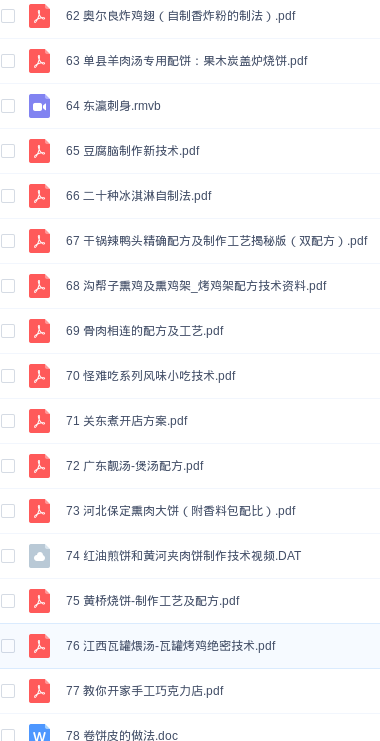 62 奥尔良炸鸡翅（自制香炸粉的制法）.pdf
63 单县羊肉汤专用配饼：果木炭盖炉烧饼.pdf
64 东瀛刺身.rmvb
65 豆腐脑制作新技术.pdf
66 二十种冰淇淋自制法.pdf
67 干锅辣鸭头精确配方及制作工艺揭秘版（双配方）.pdf
68 沟帮子熏鸡及熏鸡架_烤鸡架配方技术资料.pdf
69 骨肉相连的配方及工艺.pdf
70 怪难吃系列风味小吃技术.pdf
71 关东煮开店方案.pdf
72 广东靓汤-煲汤配方.pdf
73 河北保定熏肉大饼（附香料包配比）.pdf
74 红油煎饼和黄河夹肉饼制作技术视频.DAT
75 黄桥烧饼-制作工艺及配方.pdf
76 江西瓦罐煨汤-瓦罐烤鸡绝密技术.pdf
77 教你开家手工巧克力店.pdf
W 78 卷饼皮的做法.doc